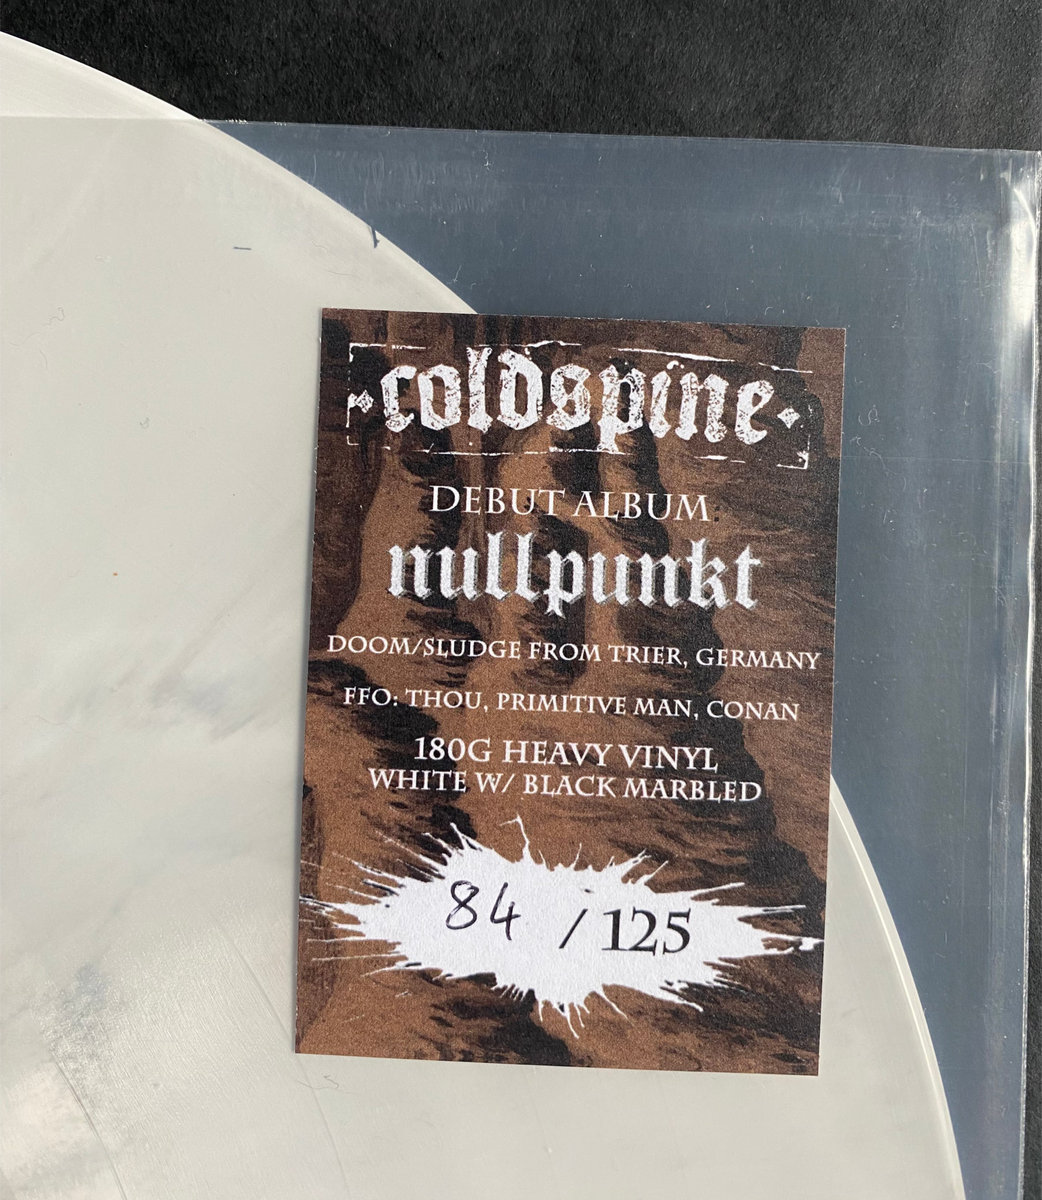 coldspine
DEBUT ALBUM:
nullpunkt
DOOM/SLUDGE FROM TRIER, GERMANY
FFO: THOU, PRIMITIVE MAN, CONAN
180G HEAVY VINYL
WHITE W/ BLACK MARBLED
84 / 125